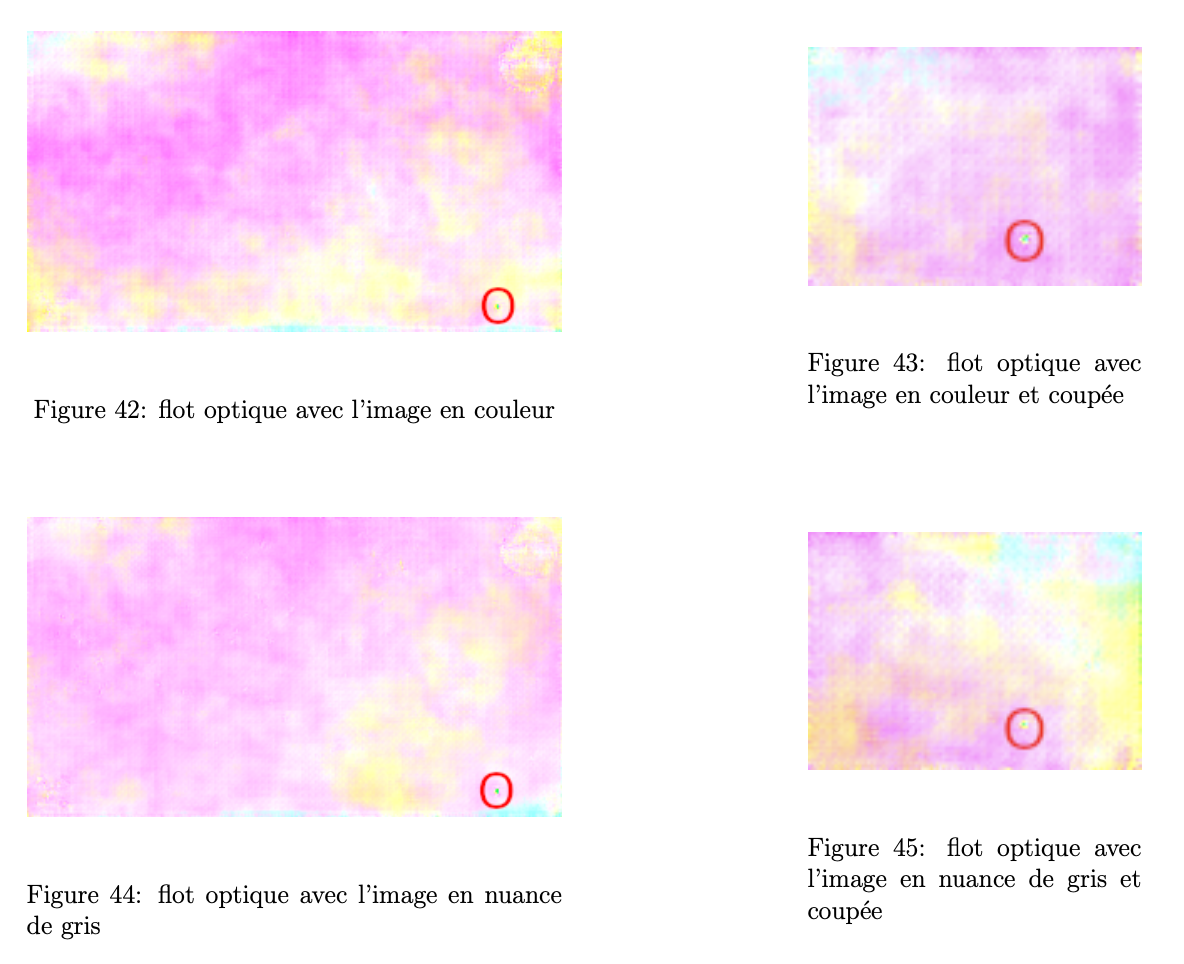 Figure 42: flot optique avec l'image en couleur
Figure 43: flot optique avec
l'image en couleur et coupée
Figure 44: flot optique avec l'image en nuance
de gris
Figure 45: flot optique avec
l'image en nuance de gris et
coupée